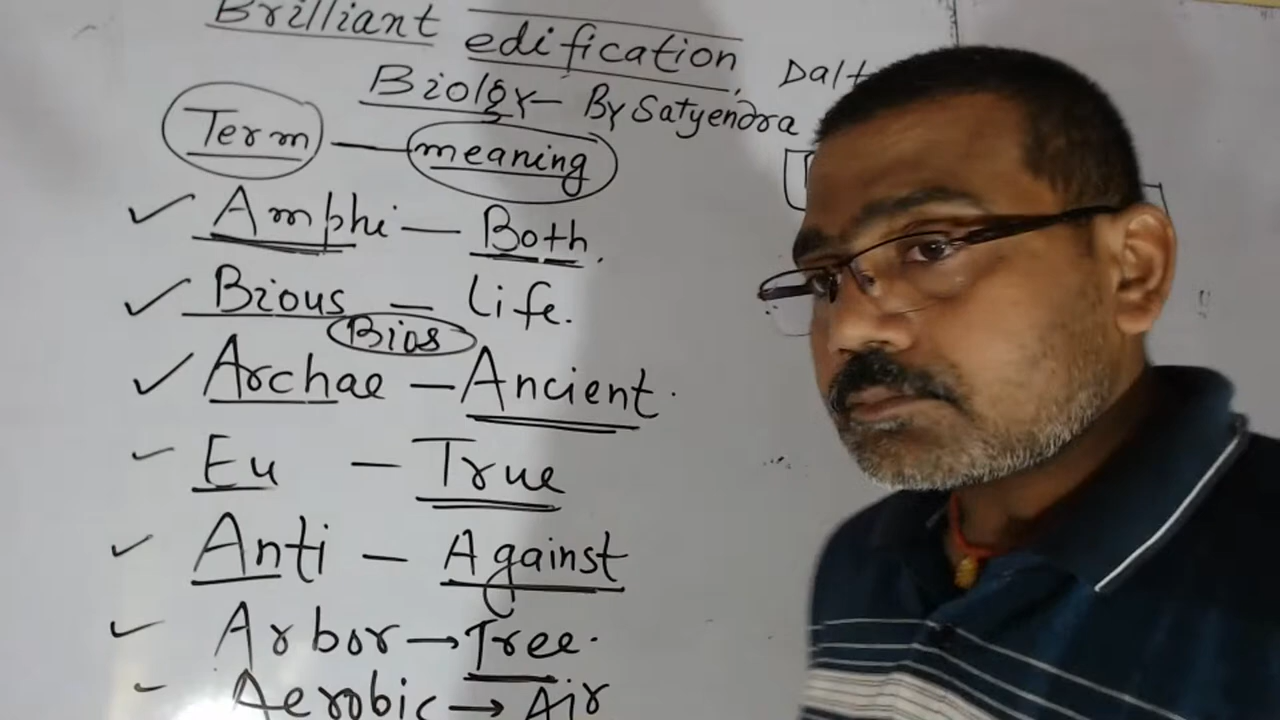 Brilliant edification,
Biology - By Satyendra
Term — meaning
Amphi — Both.
Bious — Life.
Bios
Archae — Ancient.
Eu — True
Anti — Against
Arbor → Tree.
Aerobic → Air